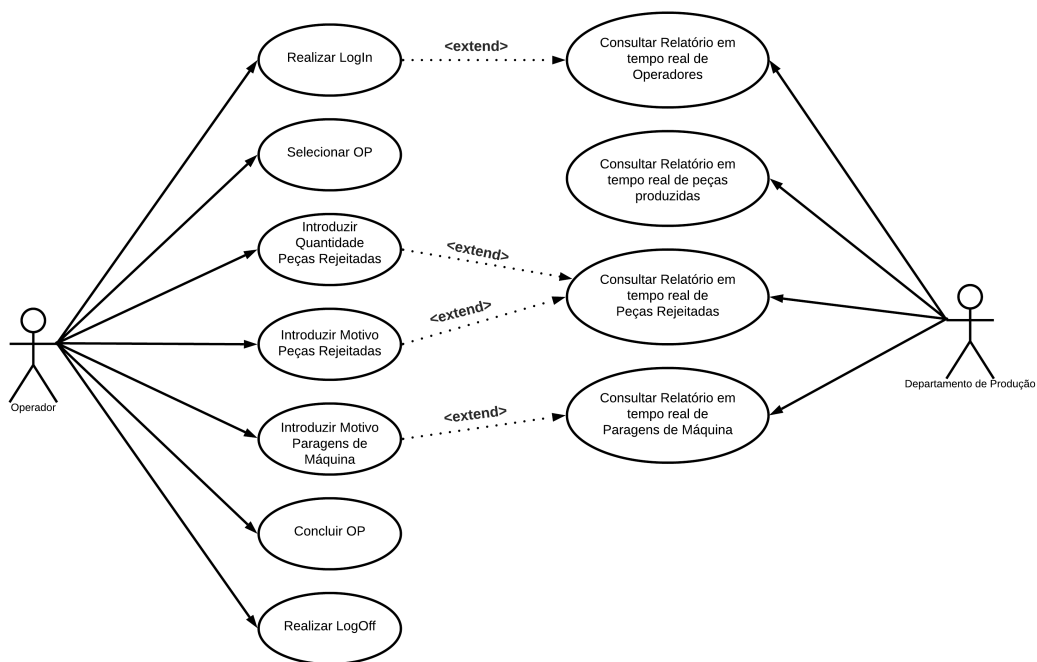 Realizar LogIn
<extend>
Consultar Relatório em
tempo real de
Operadores
Selecionar OP
Consultar Relatório em
tempo real de peças
produzidas
Introduzir
Quantidade
Peças Rejeitadas
<extend>
Consultar Relatório em
tempo real de
Peças Rejeitadas
<extend>
Introduzir Motivo
Peças Rejeitadas
Operador
Departamento de Produção
Introduzir Motivo
Paragens de
Máquina
<extend>
Consultar Relatório em
tempo real de
Paragens de Máquina
Concluir OP
Realizar LogOff